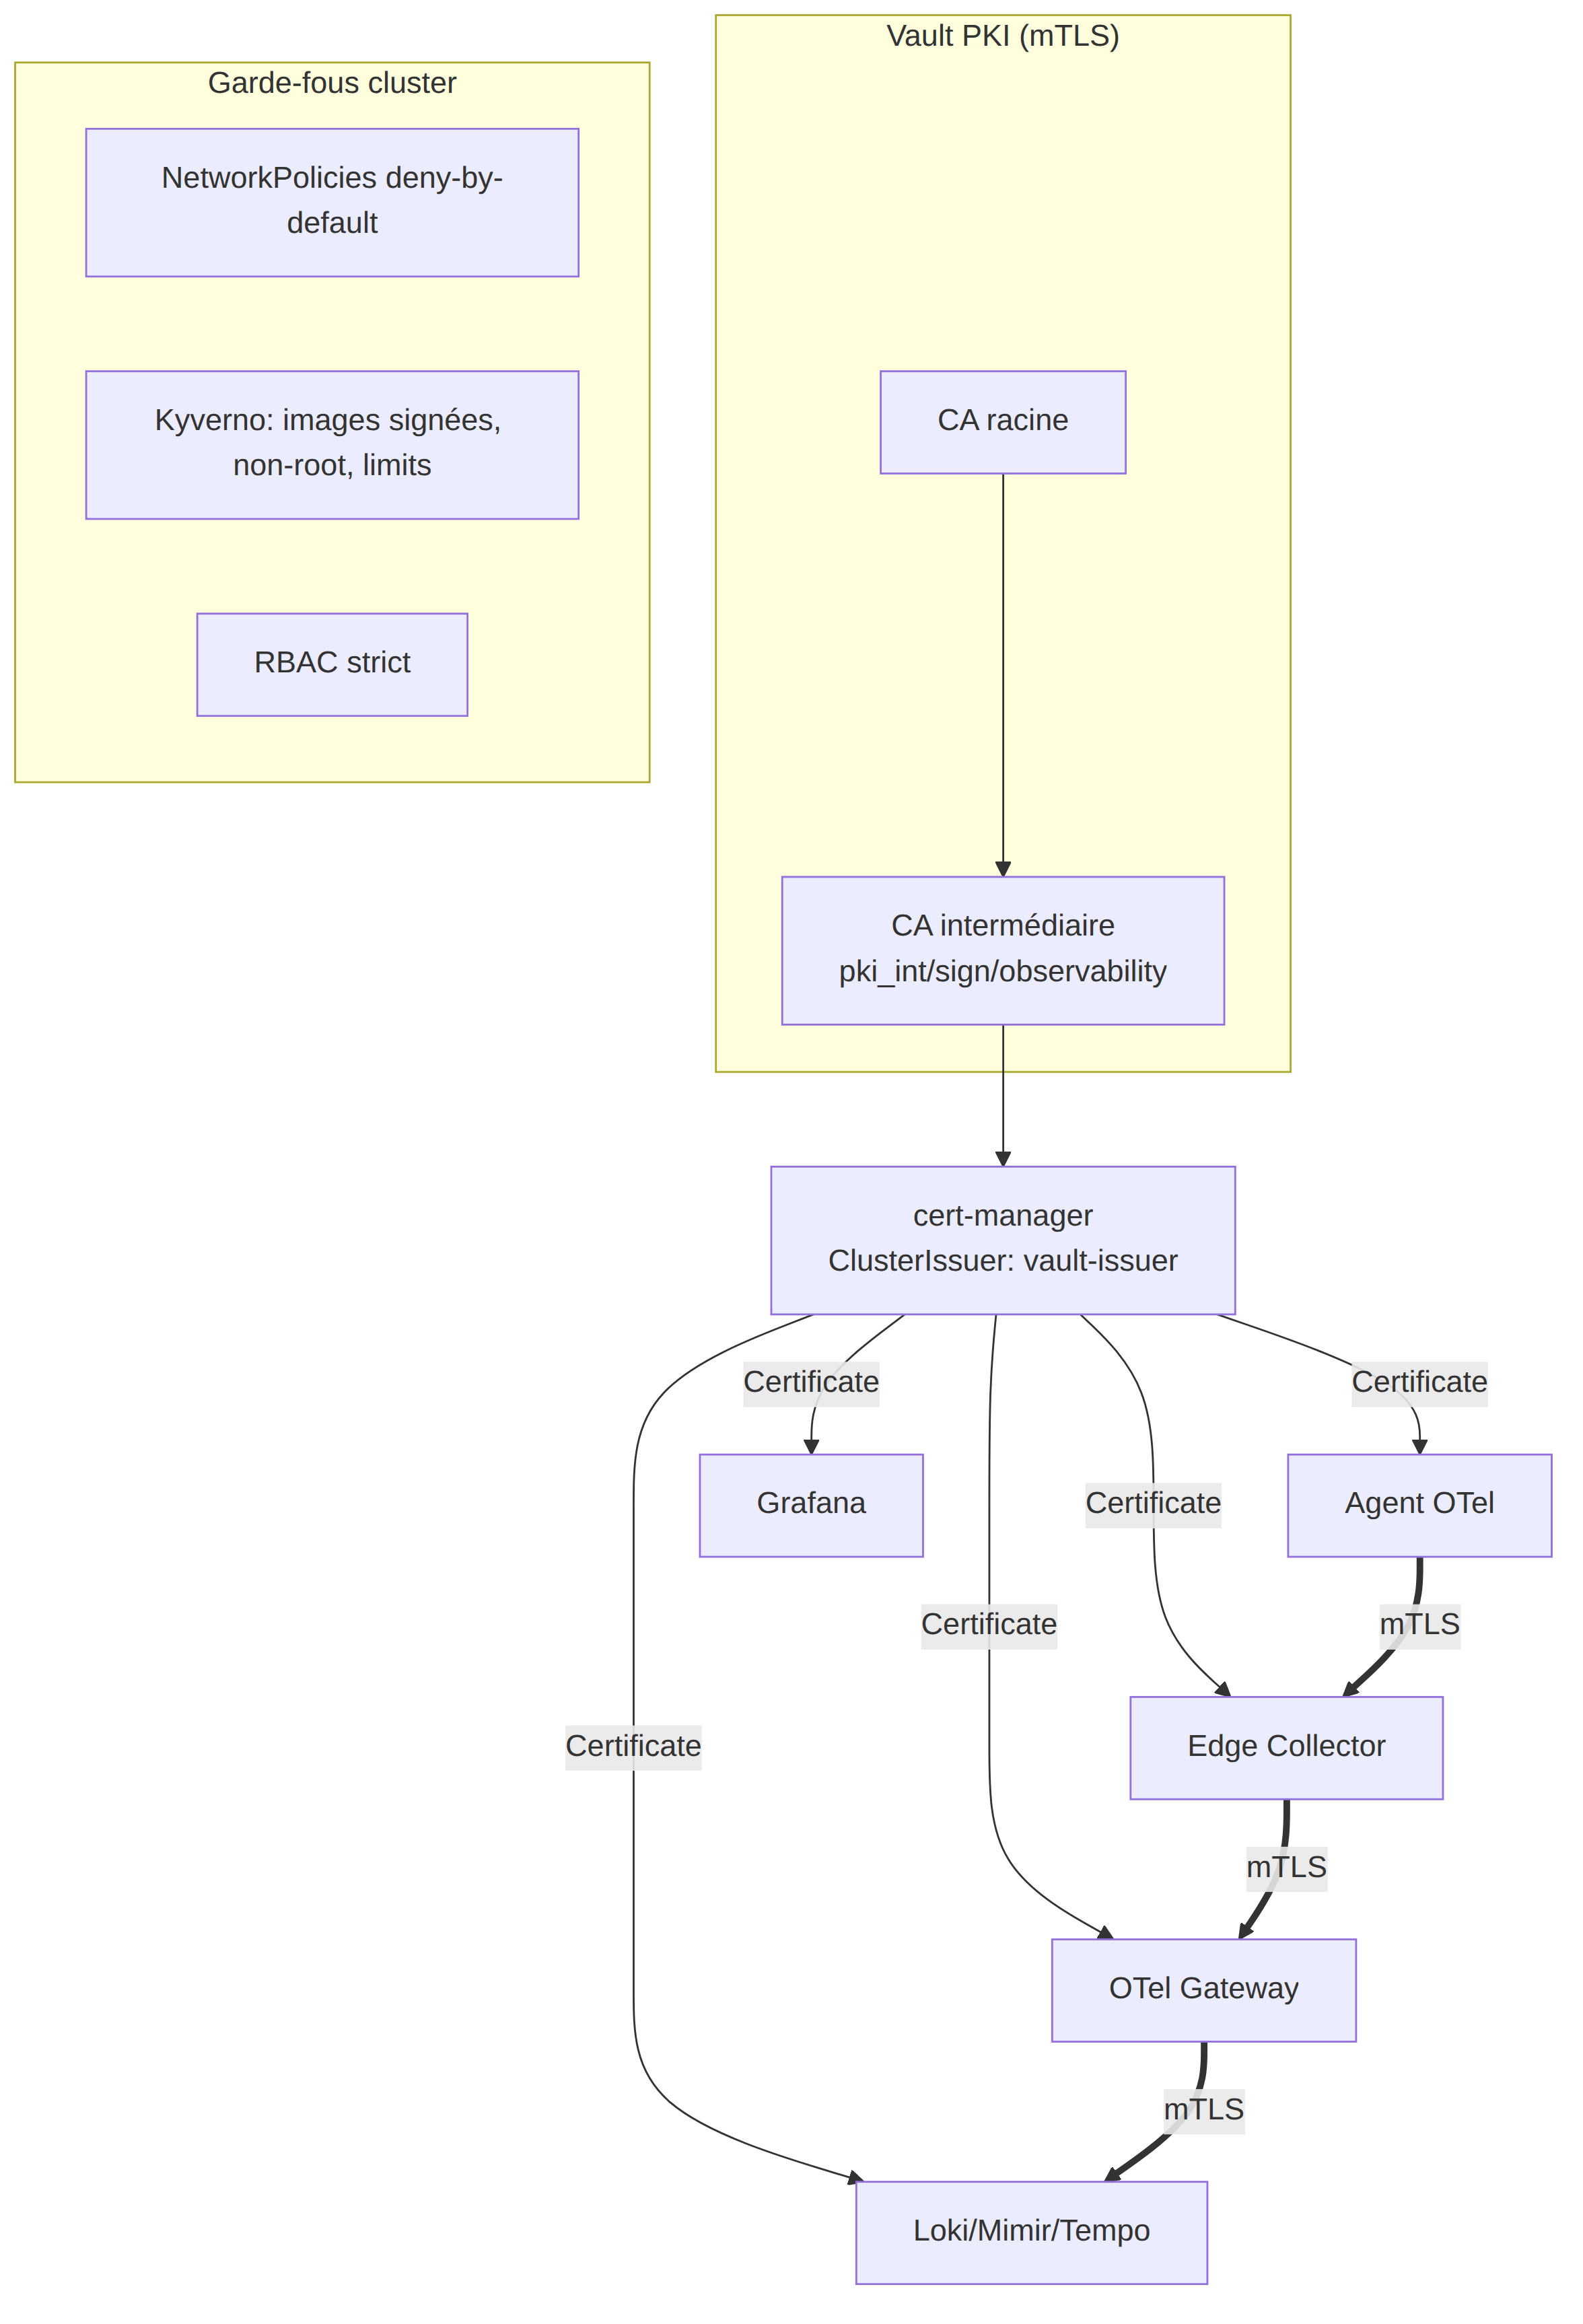 Garde-fous cluster
NetworkPolicies deny-by-
default
Kyverno: images signées,
non-root, limits
RBAC strict
Vault PKI (mTLS)
CA racine
CA intermédiaire
pki_int/sign/observability
cert-manager
ClusterIssuer: vault-issuer
Certificate
Certificate
Grafana
Agent OTel
Certificate
Certificate
mTLS
Certificate
Edge Collector
mTLS
OTel Gateway
mTLS
Loki/Mimir/Tempo